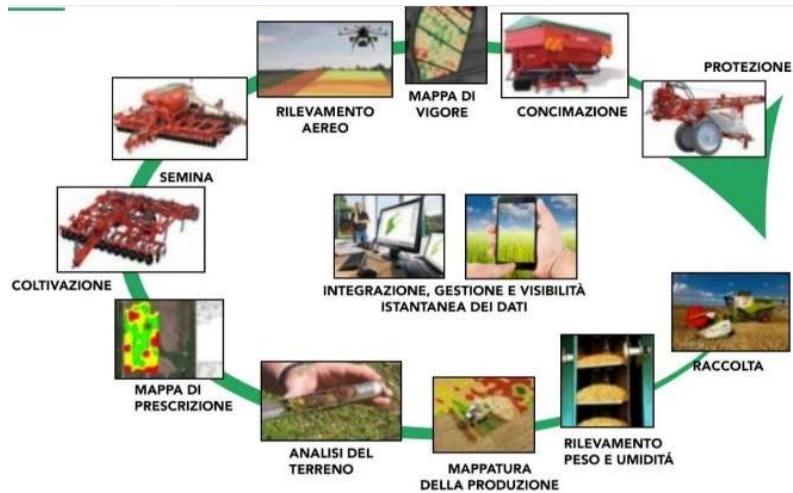 PROTEZIONE
RILEVAMENTO
AEREO
MAPPA DI
VIGORE
CONCIMAZIONE
SEMINA
COLTIVAZIONE
INTEGRAZIONE, GESTIONE E VISIBILITÀ
ISTANTANEA DEI DATI
MAPPA DI
PRESCRIZIONE
RACCOLTA
ANALISI DEL
TERRENO
MAPPATURA
DELLA PRODUZIONE
RILEVAMENTO
PESO E UMIDITÁ